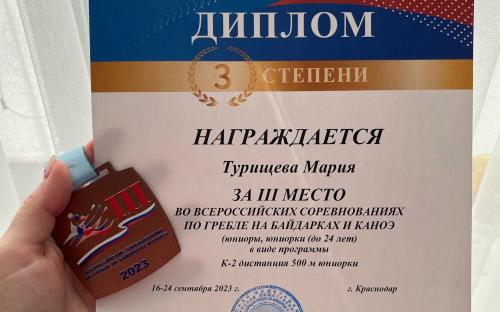 ДИПЛОМ
3 СТЕПЕНИ
НАГРАЖДАЕТСЯ
Турищева Мария
ЗА III МЕСТО
ВО ВСЕРОССИЙСКИХ СОРЕВНОВАНИЯХ
ПО ГРЕБЛЕ НА БАЙДАРКАХ И КАНОЭ
(юниоры, юниорки (до 24 лет)
в виде программы
К-2 дистанция 500 м юниорки
16-24 сентября 2023 г. г. Краснодар
III
2023